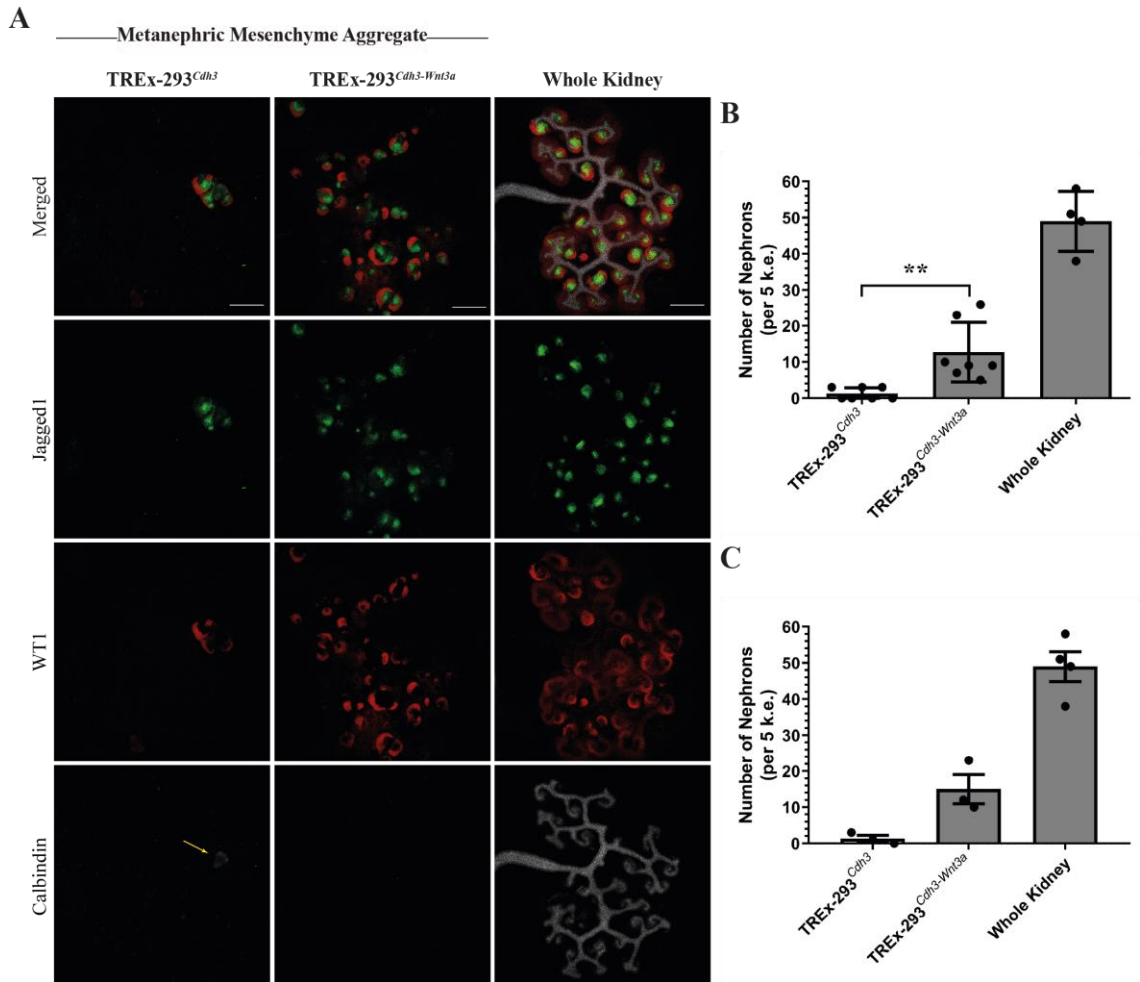 A
Metanephric Mesenchyme Aggregate
TREx-293Cdh3
TREx-293Cdh3-Wnt3a
Whole Kidney
Merged
Jagged1
WT1
Calbindin
B
Number of Nephrons
(per 5 k.e.)
60
50
40
30
20
10
0
**
TREx-293Cdh3
TREx-293Cdh3-Wnt3a
Whole Kidney
C
Number of Nephrons
(per 5 k.e.)
60
50
40
30
20
10
0
TREx-293Cdh3
TREx-293Cdh3-Wnt3a
Whole Kidney